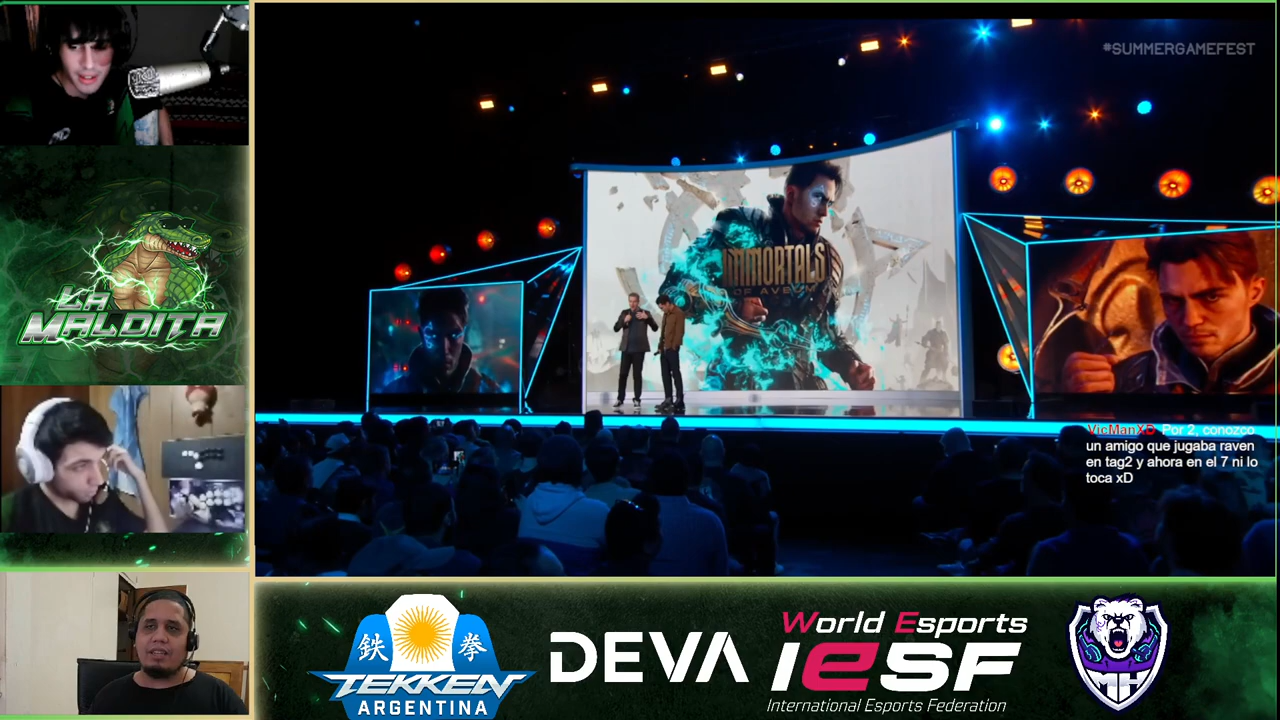 #SUMMERGAMEFEST
IMMORTALS
OF AVEUM
LA
MALDITA
VicManXD: Por 2, conozco
un amigo que jugaba raven
en tag2 y ahora en el 7 ni lo
toca xD
鉄 拳
TEKKEN
ARGENTINA
DEVA
World Esports
IESF
International Esports Federation
MH